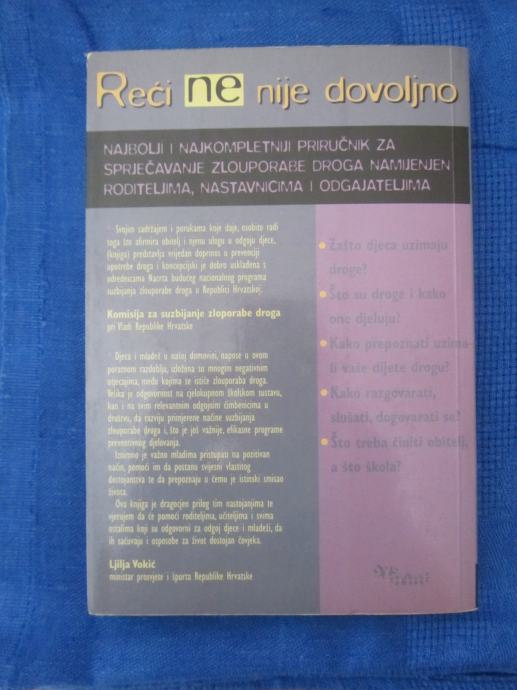 Reći ne nije dovoljno
NAJBOLJI I NAJKOMPLETNIJI PRIRUČNIK ZA
SPRJEČAVANJE ZLOUPORABE DROGA NAMIJENJEN
RODITELJIMA, NASTAVNICIMA I ODGAJATELJIMA
Svojim sadržajem i porukama koje daje, osobito radi
toga što afirmira obitelj i njenu ulogu u odgoju djece,
(knjiga) predstavlja vrijedan doprinos u prevenciji
upotrebe droga i koncepcijski je dobro usklađena s
odrednicama Nacrta budućeg nacionalnog programa
suzbijanja zlouporabe droga u Republici Hrvatskoj.
Komisija za suzbijanje zloporabe droga
pri Vladi Republike Hrvatske
Djeca i mladež u našoj domovini, napose u ovom
poratnom razdoblju, izložena su mnogim negativnim
utjecajima, među kojima se ističe zlouporaba droga.
Velika je odgovornost na cjelokupnom školskom sustavu,
kao i na svim relevantnim odgojnim čimbenicima u
društvu, da razviju primjerene načine suzbijanja
zlouporabe droga i, što je još važnije, efikasne programe
preventivnog djelovanja.
Iznimno je važno mladima pristupati na pozitivan
način, pomoći im da postanu svijesni vlastitog
dostojanstva te da prepoznaju u čemu je istinski smisao
života.
Ova knjiga je dragocjen prilog tim nastojanjima te
vjerujem da će pomoći roditeljima, učiteljima i svima
ostalima koji su odgovorni za odgoj djece i mladeži, da
ih sačuvaju i osposobe za život dostojan čovjeka.
Ljilja Vokić
ministar prosvjete i športa Republike Hrvatske
• Zašto djeca uzimaju
droge?
• Što su droge i kako
one djeluju?
• Kako prepoznati uzima
li vaše dijete drogu?
• Kako razgovarati,
slušati, dogovarati se?
• Što treba činiti obitelj,
a što škola?